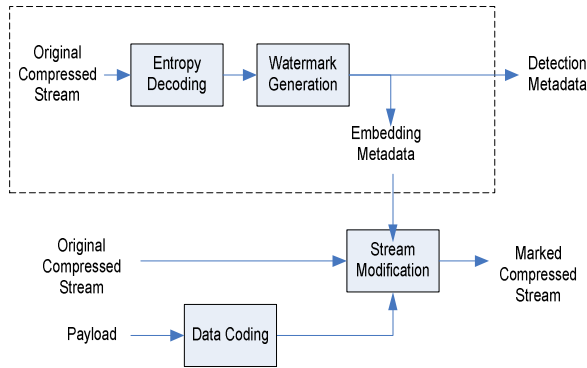 Original
Compressed
Stream
Entropy
Decoding
Watermark
Generation
Detection
Metadata
Embedding
Metadata
Original
Compressed
Stream
Stream
Modification
Marked
Compressed
Stream
Payload
Data Coding